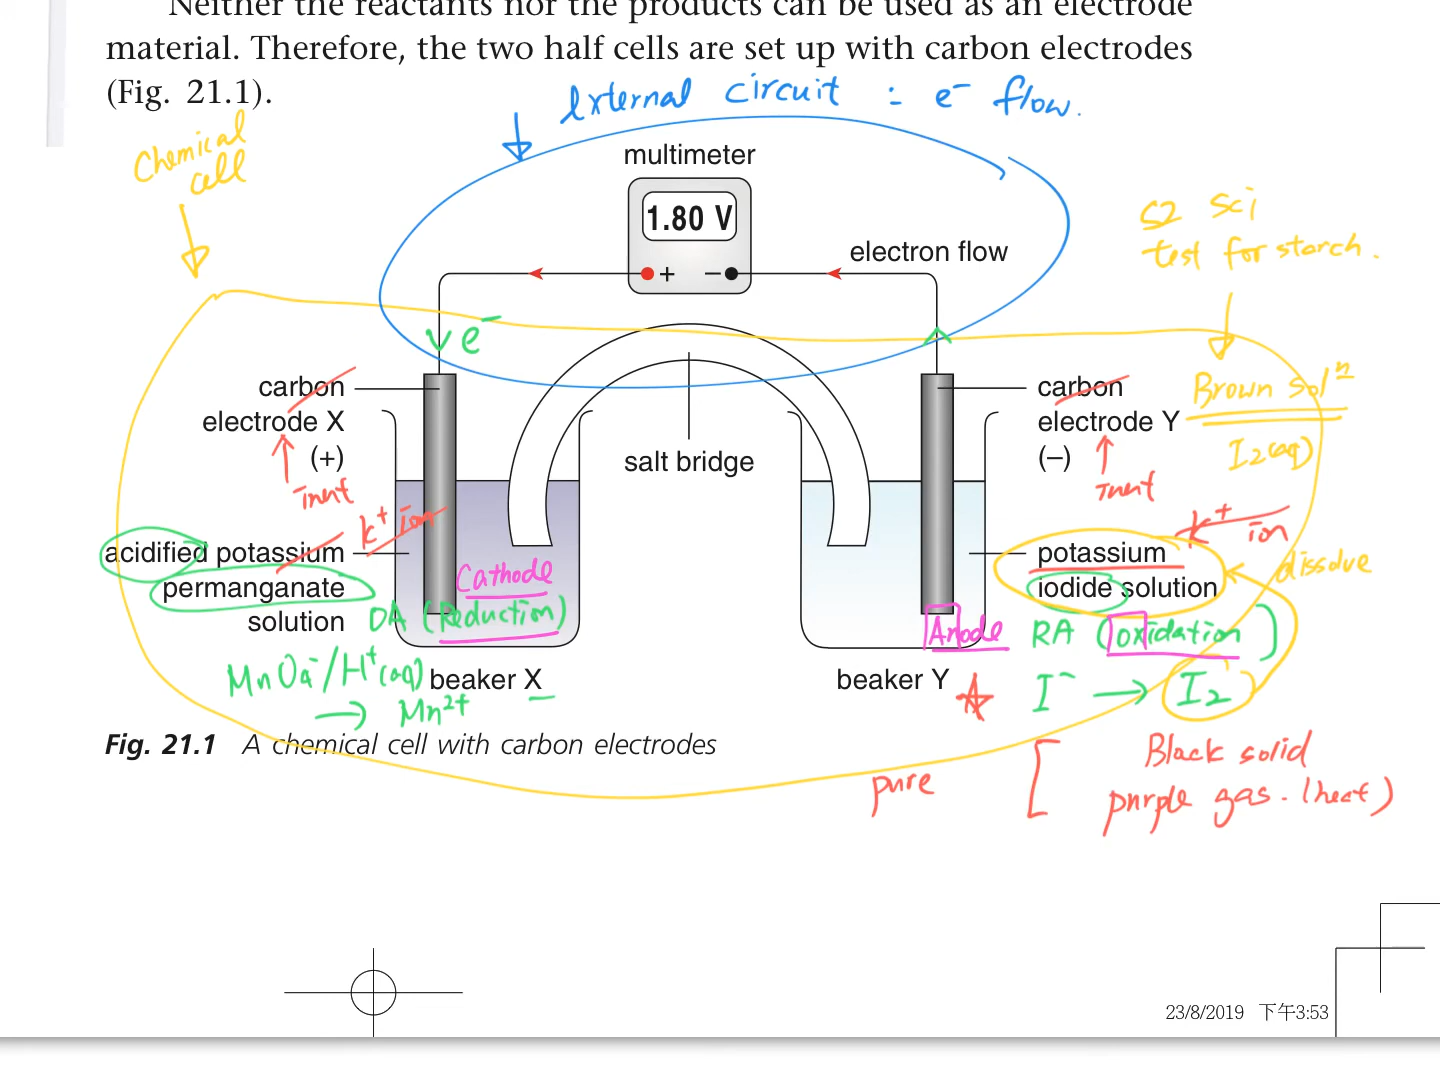 Neither the reactants nor the products can be used as an electrode
material. Therefore, the two half cells are set up with carbon electrodes
(Fig. 21.1).
external circuit : e⁻ flow.
Chemical
cell
multimeter
1.80 V
+ −
electron flow
S2 Sci
test for starch.
e⁻
carbon
electrode X
(+)
inert
salt bridge
carbon
electrode Y
(−)
inert
Brown solⁿ
I₂(aq)
K⁺ ion
K⁺ ion
acidified potassium
permanganate
solution
Cathode
OA (Reduction)
potassium
iodide solution
dissolve
Anode RA (oxidation)
MnO₄⁻/H⁺(aq)
→ Mn²⁺
beaker X
beaker Y
I⁻ → I₂
Fig. 21.1 A chemical cell with carbon electrodes
pure
Black solid
purple gas. (heat)
23/8/2019 下午3:53